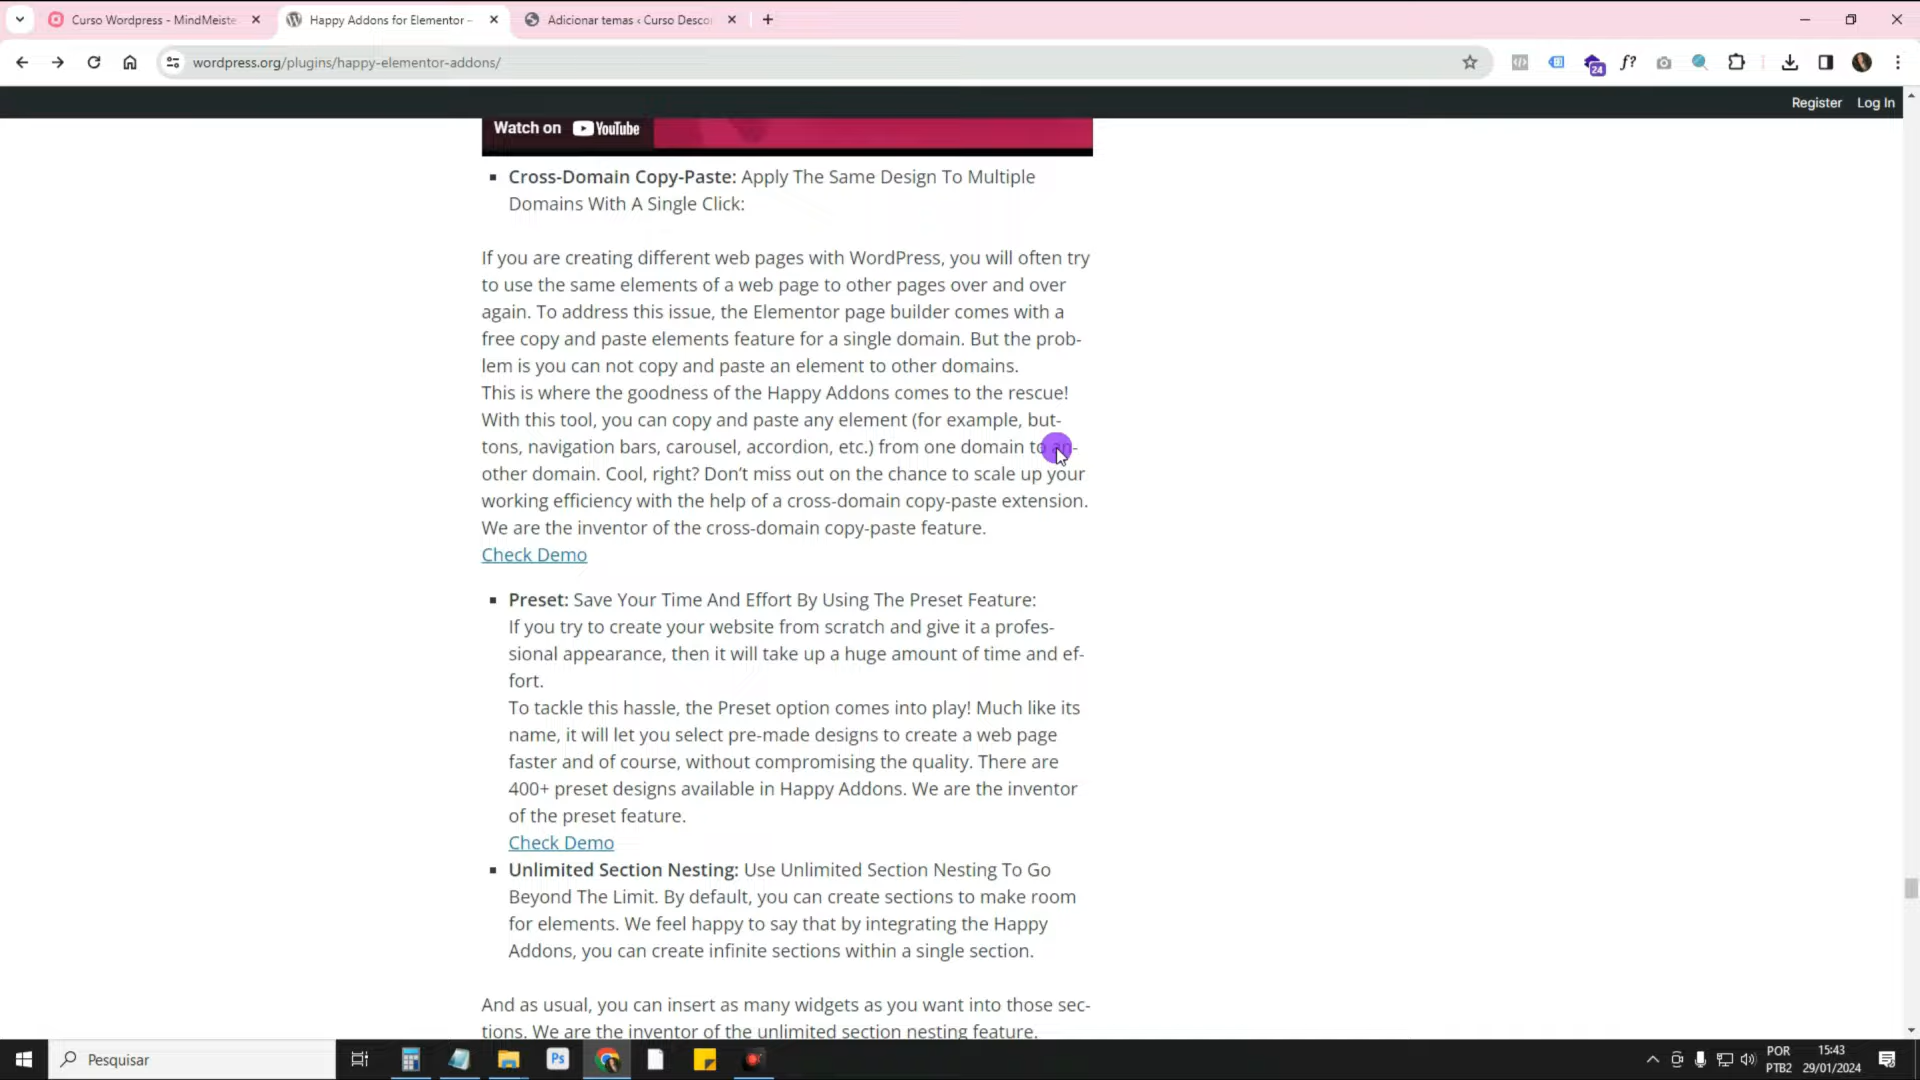 Curso Wordpress - MindMeiste
Happy Addons for Elementor –
Adicionar temas ‹ Curso Desco
wordpress.org/plugins/happy-elementor-addons/
24
f?
Register Log In
Watch on YouTube
Cross-Domain Copy-Paste: Apply The Same Design To Multiple
Domains With A Single Click:
If you are creating different web pages with WordPress, you will often try
to use the same elements of a web page to other pages over and over
again. To address this issue, the Elementor page builder comes with a
free copy and paste elements feature for a single domain. But the prob-
lem is you can not copy and paste an element to other domains.
This is where the goodness of the Happy Addons comes to the rescue!
With this tool, you can copy and paste any element (for example, but-
tons, navigation bars, carousel, accordion, etc.) from one domain to an-
other domain. Cool, right? Don’t miss out on the chance to scale up your
working efficiency with the help of a cross-domain copy-paste extension.
We are the inventor of the cross-domain copy-paste feature.
Check Demo
Preset: Save Your Time And Effort By Using The Preset Feature:
If you try to create your website from scratch and give it a profes-
sional appearance, then it will take up a huge amount of time and ef-
fort.
To tackle this hassle, the Preset option comes into play! Much like its
name, it will let you select pre-made designs to create a web page
faster and of course, without compromising the quality. There are
400+ preset designs available in Happy Addons. We are the inventor
of the preset feature.
Check Demo
Unlimited Section Nesting: Use Unlimited Section Nesting To Go
Beyond The Limit. By default, you can create sections to make room
for elements. We feel happy to say that by integrating the Happy
Addons, you can create infinite sections within a single section.
And as usual, you can insert as many widgets as you want into those sec-
tions. We are the inventor of the unlimited section nesting feature.
Pesquisar
Ps
POR
PTB2
15:43
29/01/2024